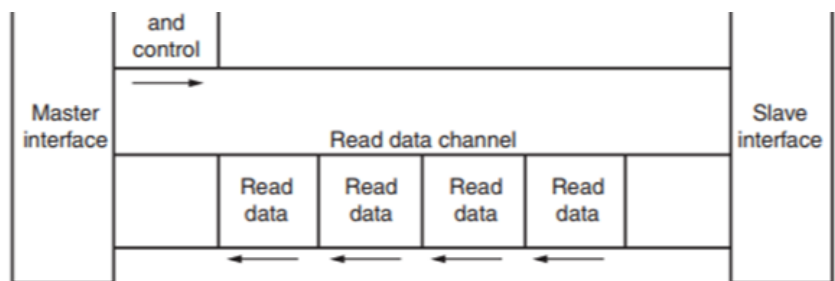 and
control
Master
interface
Read data channel
Slave
interface
Read
data
Read
data
Read
data
Read
data